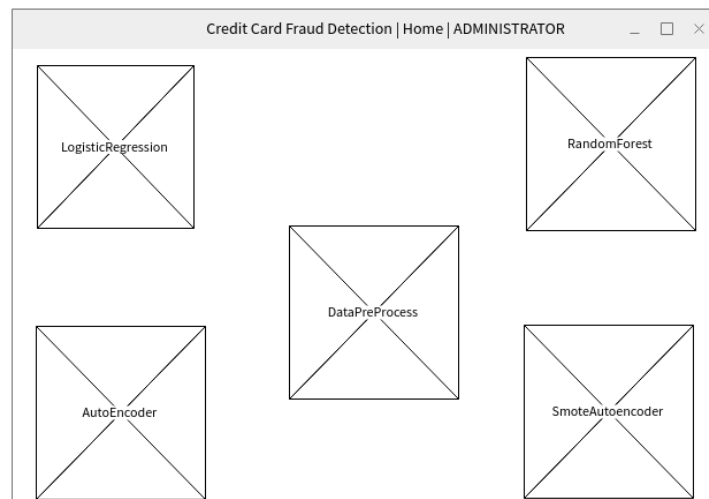 Credit Card Fraud Detection | Home | ADMINISTRATOR
LogisticRegression
RandomForest
DataPreProcess
AutoEncoder
SmoteAutoencoder